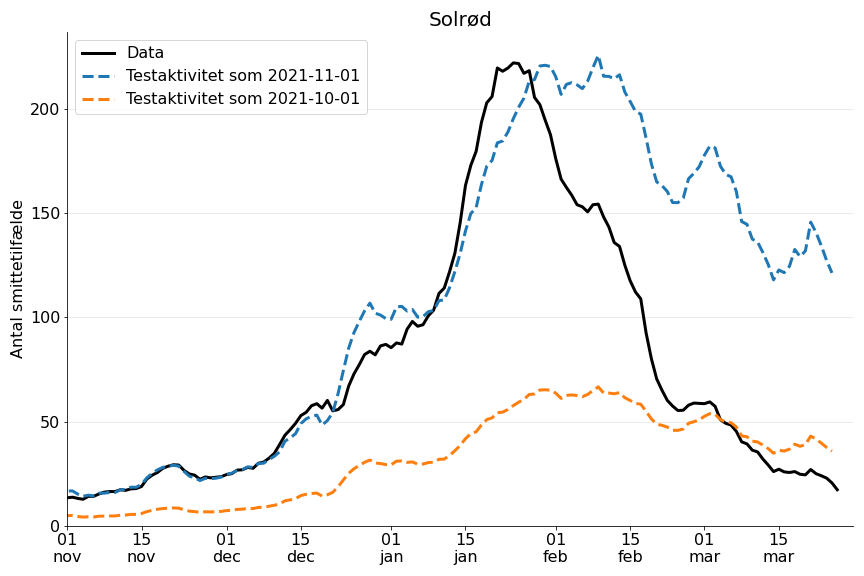 Solrød
Data
Testaktivitet som 2021-11-01
Testaktivitet som 2021-10-01
Antal smittetilfælde
200
150
100
50
0
01 15 01 15 01 15 01 15 01 15
nov nov dec dec jan jan feb feb mar mar